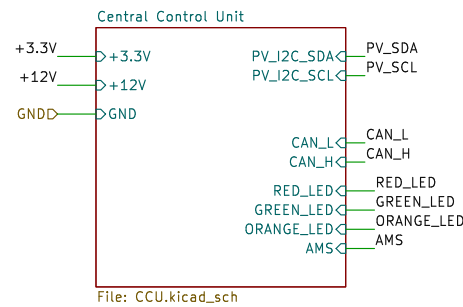 Central Control Unit
+3.3V
+3.3V
PV_I2C_SDA
PV_SDA
+12V
+12V
PV_I2C_SCL
PV_SCL
GND
GND
CAN_L
CAN_L
CAN_H
CAN_H
RED_LED
RED_LED
GREEN_LED
GREEN_LED
ORANGE_LED
ORANGE_LED
AMS
AMS
File: CCU.kicad_sch